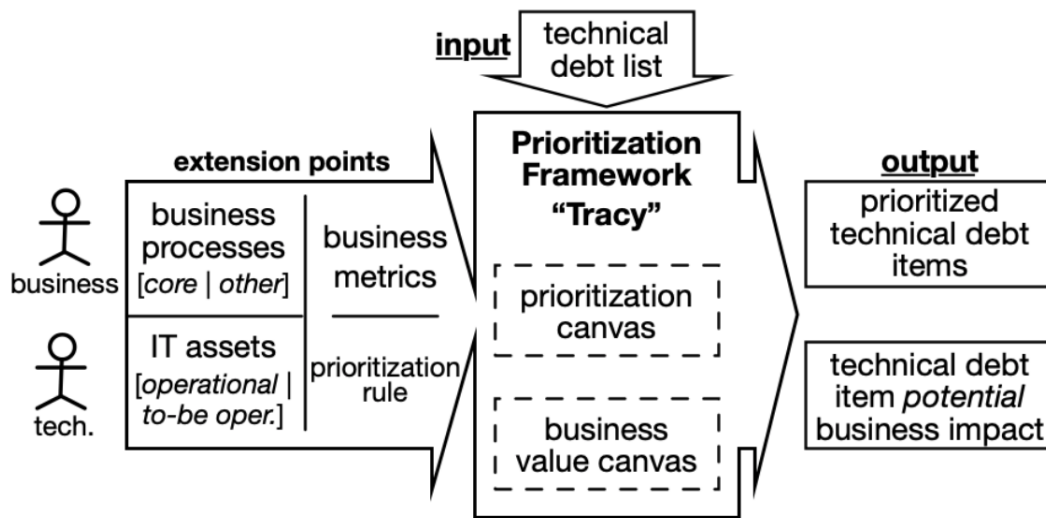 input
technical
debt list
extension points
business
business
processes
[core | other]
business
metrics
tech.
IT assets
[operational |
to-be oper.]
prioritization
rule
Prioritization
Framework
“Tracy”
prioritization
canvas
business
value canvas
output
prioritized
technical debt
items
technical debt
item potential
business impact